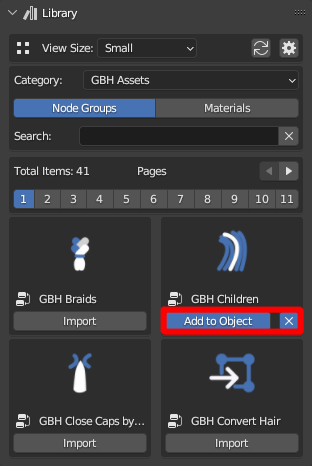 Library
View Size: Small
Category: GBH Assets
Node Groups Materials
Search:
Total Items: 41 Pages
1 2 3 4 5 6 7 8 9 10 11
GBH Braids GBH Children
Import Add to Object
GBH Close Caps by... GBH Convert Hair
Import Import